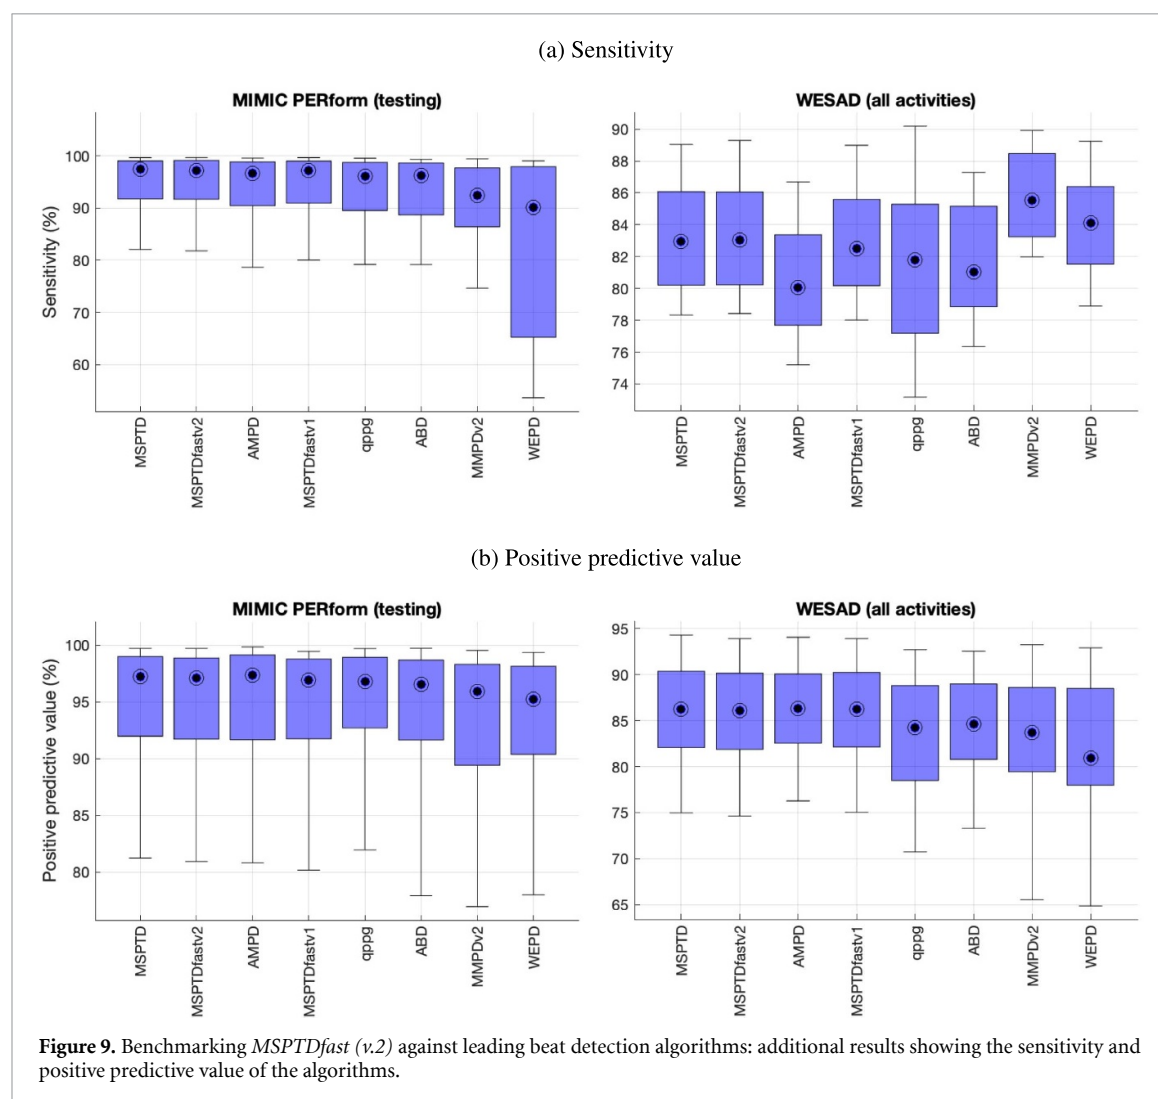 (a) Sensitivity
MIMIC PERform (testing)
Sensitivity (%)
100
90
80
70
60
MSPTD
MSPTDfastv2
AMPD
MSPTDfastv1
qppg
ABD
MMPDv2
WEPD
WESAD (all activities)
90
88
86
84
82
80
78
76
74
MSPTD
MSPTDfastv2
AMPD
MSPTDfastv1
qppg
ABD
MMPDv2
WEPD
(b) Positive predictive value
MIMIC PERform (testing)
Positive predictive value (%)
100
95
90
85
80
MSPTD
MSPTDfastv2
AMPD
MSPTDfastv1
qppg
ABD
MMPDv2
WEPD
WESAD (all activities)
95
90
85
80
75
70
65
MSPTD
MSPTDfastv2
AMPD
MSPTDfastv1
qppg
ABD
MMPDv2
WEPD
Figure 9. Benchmarking MSPTDfast (v.2) against leading beat detection algorithms: additional results showing the sensitivity and
positive predictive value of the algorithms.